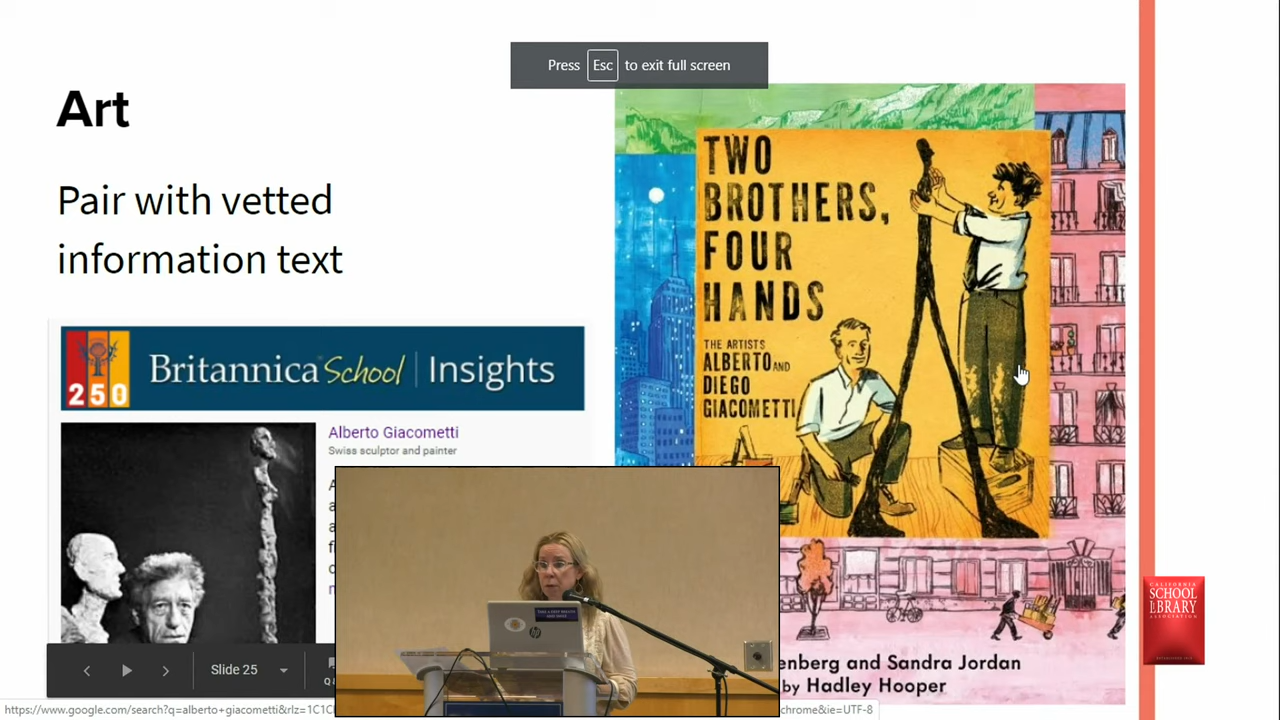 Press Esc to exit full screen
Art
Pair with vetted
information text
250
Britannica School | Insights
Alberto Giacometti
Swiss sculptor and painter
TWO
BROTHERS,
FOUR
HANDS
THE ARTISTS
ALBERTO AND
DIEGO
GIACOMETTI
enberg and Sandra Jordan
by Hadley Hooper
CALIFORNIA
SCHOOL
LIBRARY
ASSOCIATION
hp
Slide 25
https://www.google.com/search?q=alberto+giacometti&rlz=1C1C
chrome&ie=UTF-8